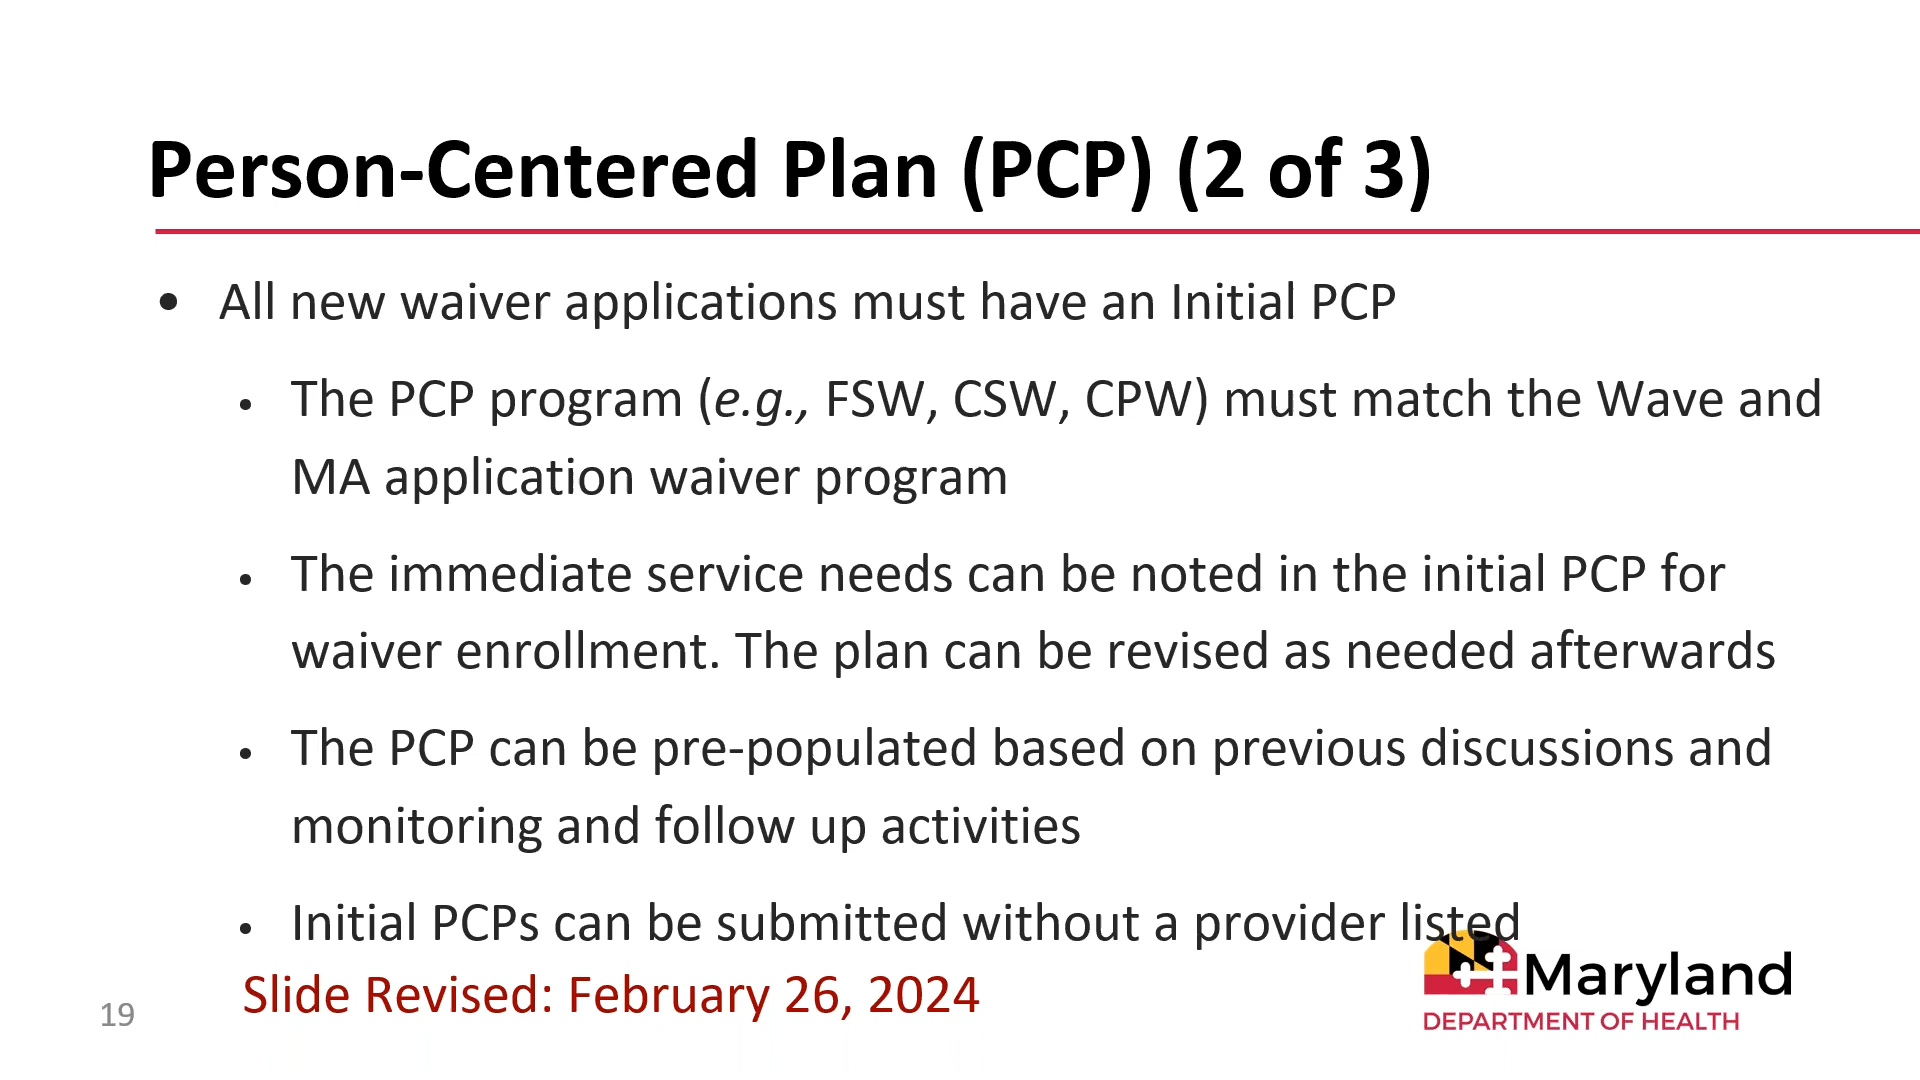 Person-Centered Plan (PCP) (2 of 3)
• All new waiver applications must have an Initial PCP
• The PCP program (e.g., FSW, CSW, CPW) must match the Wave and
MA application waiver program
• The immediate service needs can be noted in the initial PCP for
waiver enrollment. The plan can be revised as needed afterwards
• The PCP can be pre-populated based on previous discussions and
monitoring and follow up activities
• Initial PCPs can be submitted without a provider listed
Slide Revised: February 26, 2024
19
Maryland
DEPARTMENT OF HEALTH